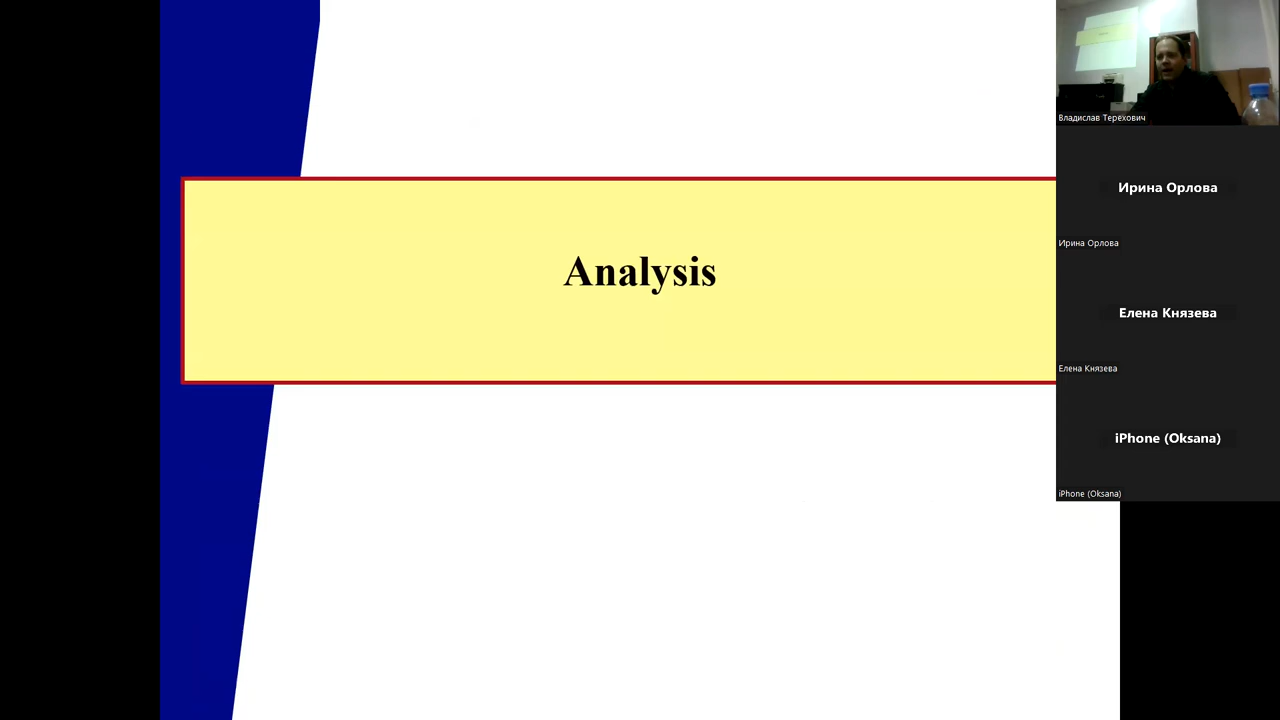 Analysis
Владислав Терехович
Ирина Орлова
Ирина Орлова
Елена Князева
Елена Князева
iPhone (Oksana)
iPhone (Oksana)